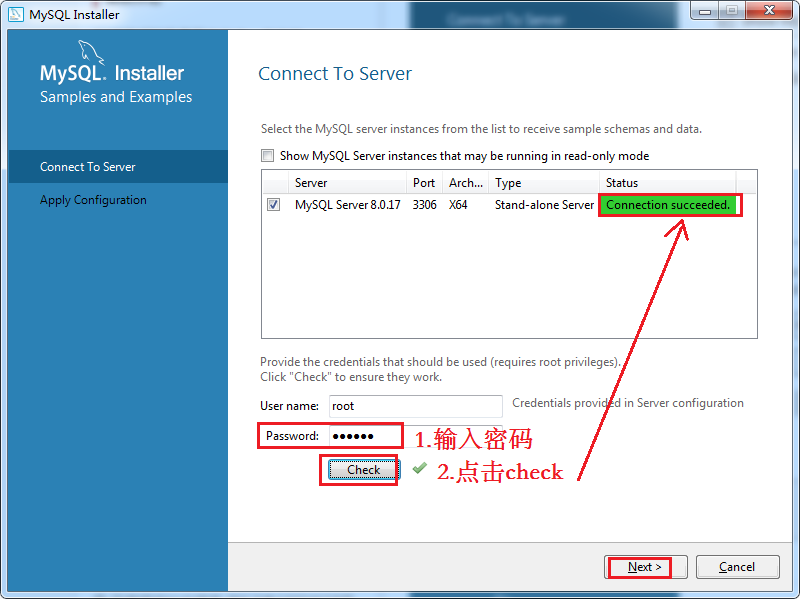 MySQL Installer
Connect To Server
MySQL. Installer
Samples and Examples
Connect To Server
Apply Configuration
Connect To Server
Select the MySQL server instances from the list to receive sample schemas and data.
Show MySQL Server instances that may be running in read-only mode
Server Port Arch... Type Status
MySQL Server 8.0.17 3306 X64 Stand-alone Server Connection succeeded.
Provide the credentials that should be used (requires root privileges).
Click "Check" to ensure they work.
User name: root Credentials provided in Server configuration
Password: ●●●●●● 1.输入密码
Check 2.点击check
Next > Cancel